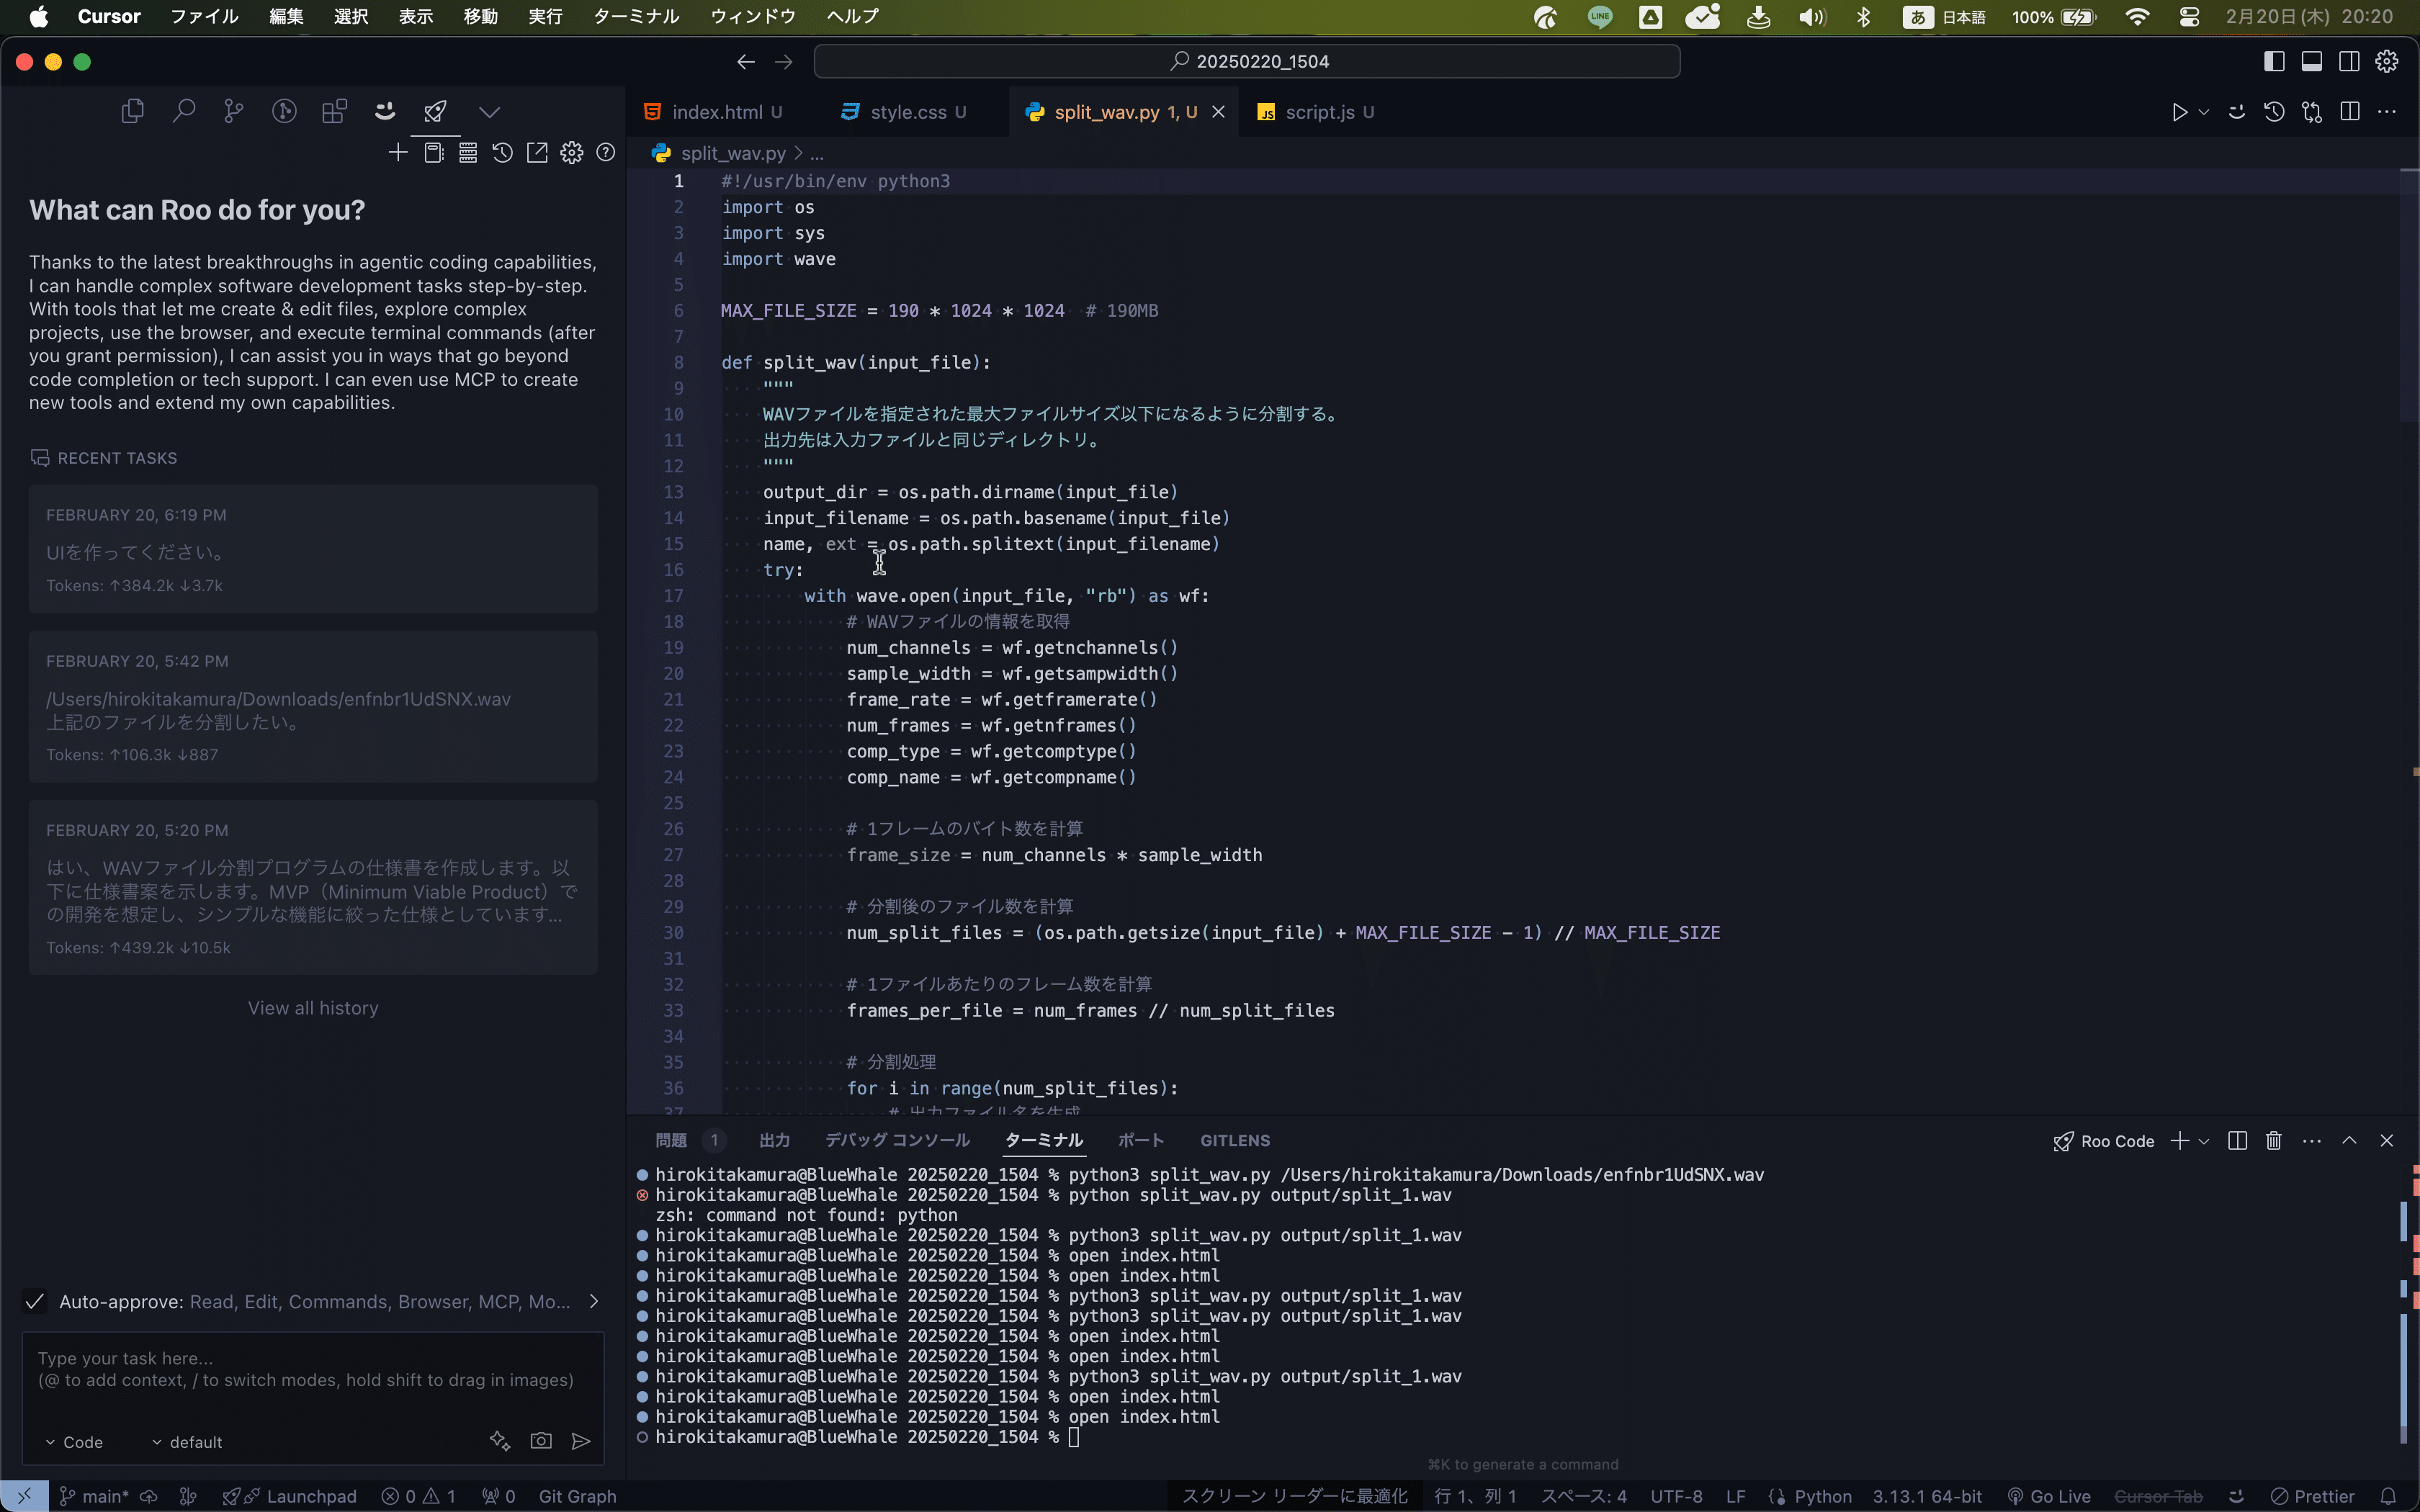 Cursor ファイル 編集 選択 表示 移動 実行 ターミナル ウィンドウ ヘルプ LINE あ 日本語 100% 2月20日(木) 20:20
20250220_1504
index.html U style.css U split_wav.py 1, U script.js U
split_wav.py > ...
What can Roo do for you?
Thanks to the latest breakthroughs in agentic coding capabilities,
I can handle complex software development tasks step-by-step.
With tools that let me create & edit files, explore complex
projects, use the browser, and execute terminal commands (after
you grant permission), I can assist you in ways that go beyond
code completion or tech support. I can even use MCP to create
new tools and extend my own capabilities.
RECENT TASKS
FEBRUARY 20, 6:19 PM
UIを作ってください。
Tokens: ↑384.2k ↓3.7k
FEBRUARY 20, 5:42 PM
/Users/hirokitakamura/Downloads/enfnbr1UdSNX.wav
上記のファイルを分割したい。
Tokens: ↑106.3k ↓887
FEBRUARY 20, 5:20 PM
はい、WAVファイル分割プログラムの仕様書を作成します。以
下に仕様書案を示します。MVP（Minimum Viable Product）で
の開発を想定し、シンプルな機能に絞った仕様としています...
Tokens: ↑439.2k ↓10.5k
View all history
Auto-approve: Read, Edit, Commands, Browser, MCP, Mo...
Type your task here...
(@ to add context, / to switch modes, hold shift to drag in images)
Code default
1 #!/usr/bin/env python3
2 import os
3 import sys
4 import wave
5
6 MAX_FILE_SIZE = 190 * 1024 * 1024 # 190MB
7
8 def split_wav(input_file):
9 """
10 WAVファイルを指定された最大ファイルサイズ以下になるように分割する。
11 出力先は入力ファイルと同じディレクトリ。
12 """
13 output_dir = os.path.dirname(input_file)
14 input_filename = os.path.basename(input_file)
15 name, ext = os.path.splitext(input_filename)
16 try:
17 with wave.open(input_file, "rb") as wf:
18 # WAVファイルの情報を取得
19 num_channels = wf.getnchannels()
20 sample_width = wf.getsampwidth()
21 frame_rate = wf.getframerate()
22 num_frames = wf.getnframes()
23 comp_type = wf.getcomptype()
24 comp_name = wf.getcompname()
25
26 # 1フレームのバイト数を計算
27 frame_size = num_channels * sample_width
28
29 # 分割後のファイル数を計算
30 num_split_files = (os.path.getsize(input_file) + MAX_FILE_SIZE - 1) // MAX_FILE_SIZE
31
32 # 1ファイルあたりのフレーム数を計算
33 frames_per_file = num_frames // num_split_files
34
35 # 分割処理
36 for i in range(num_split_files):
37 # 出力ファイル名を生成
問題 1 出力 デバッグ コンソール ターミナル ポート GITLENS Roo Code
hirokitakamura@BlueWhale 20250220_1504 % python3 split_wav.py /Users/hirokitakamura/Downloads/enfnbr1UdSNX.wav
hirokitakamura@BlueWhale 20250220_1504 % python split_wav.py output/split_1.wav
zsh: command not found: python
hirokitakamura@BlueWhale 20250220_1504 % python3 split_wav.py output/split_1.wav
hirokitakamura@BlueWhale 20250220_1504 % open index.html
hirokitakamura@BlueWhale 20250220_1504 % open index.html
hirokitakamura@BlueWhale 20250220_1504 % python3 split_wav.py output/split_1.wav
hirokitakamura@BlueWhale 20250220_1504 % python3 split_wav.py output/split_1.wav
hirokitakamura@BlueWhale 20250220_1504 % open index.html
hirokitakamura@BlueWhale 20250220_1504 % open index.html
hirokitakamura@BlueWhale 20250220_1504 % python3 split_wav.py output/split_1.wav
hirokitakamura@BlueWhale 20250220_1504 % open index.html
hirokitakamura@BlueWhale 20250220_1504 % open index.html
hirokitakamura@BlueWhale 20250220_1504 %
⌘K to generate a command
main* Launchpad 0 1 0 Git Graph スクリーン リーダーに最適化 行 1、列 1 スペース: 4 UTF-8 LF Python 3.13.1 64-bit Go Live Cursor Tab Prettier